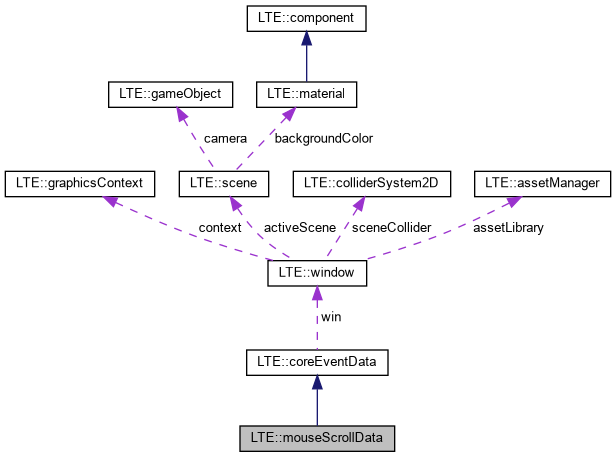 LTE::component
LTE::gameObject
LTE::material
camera
backgroundColor
LTE::graphicsContext
LTE::scene
LTE::colliderSystem2D
LTE::assetManager
context
activeScene
sceneCollider
assetLibrary
LTE::window
win
LTE::coreEventData
LTE::mouseScrollData